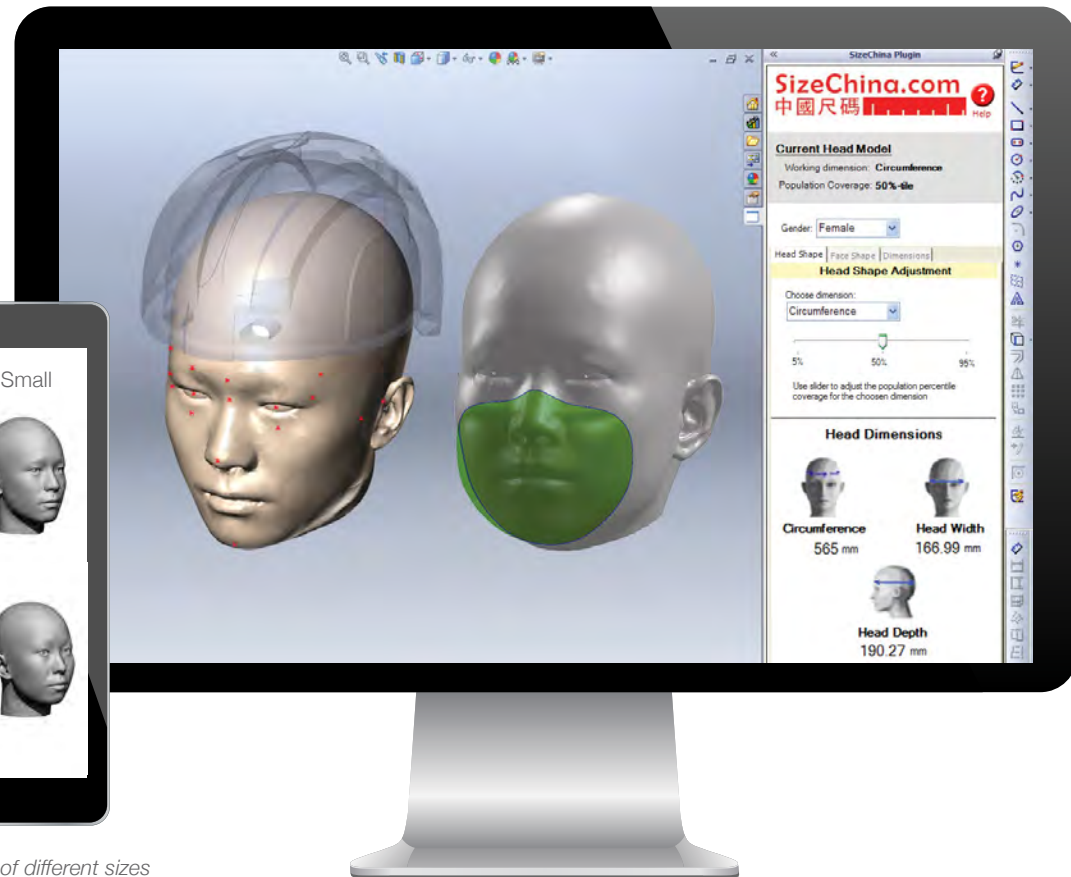 SizeChina Plugin
SizeChina.com
中國尺碼
Help
Current Head Model
Working dimension: Circumference
Population Coverage: 50%-tile
Gender: Female
Head Shape Face Shape Dimensions
Head Shape Adjustment
Choose dimension:
Circumference
5% 50% 95%
Use slider to adjust the population percentile
coverage for the choosen dimension
Head Dimensions
Circumference Head Width
565 mm 166.99 mm
Head Depth
190.27 mm
Small
of different sizes